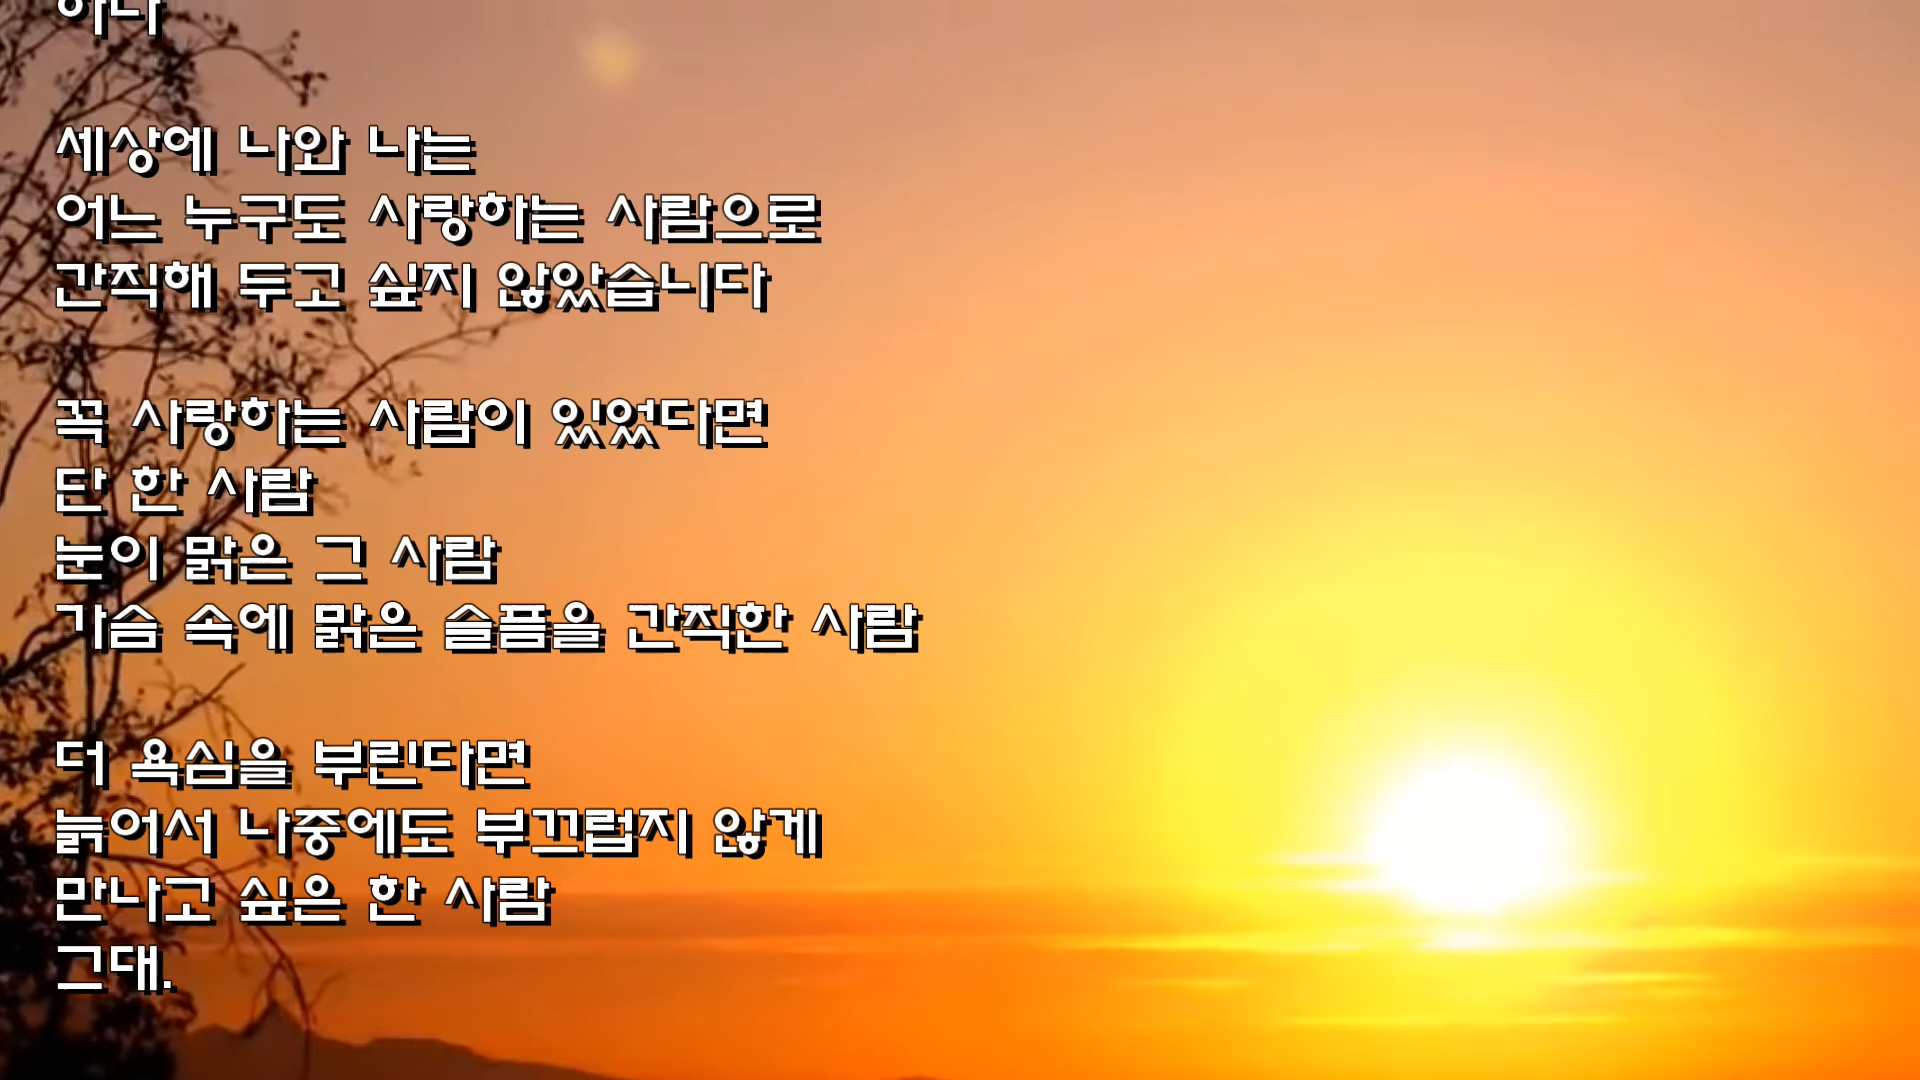 하나
세상에 나와 나는
어느 누구도 사랑하는 사람으로
간직해 두고 싶지 않았습니다
꼭 사랑하는 사람이 있었다면
단 한 사람
눈이 맑은 그 사람
가슴 속에 맑은 슬픔을 간직한 사람
더 욕심을 부린다면
늙어서 나중에도 부끄럽지 않게
만나고 싶은 한 사람
그대.